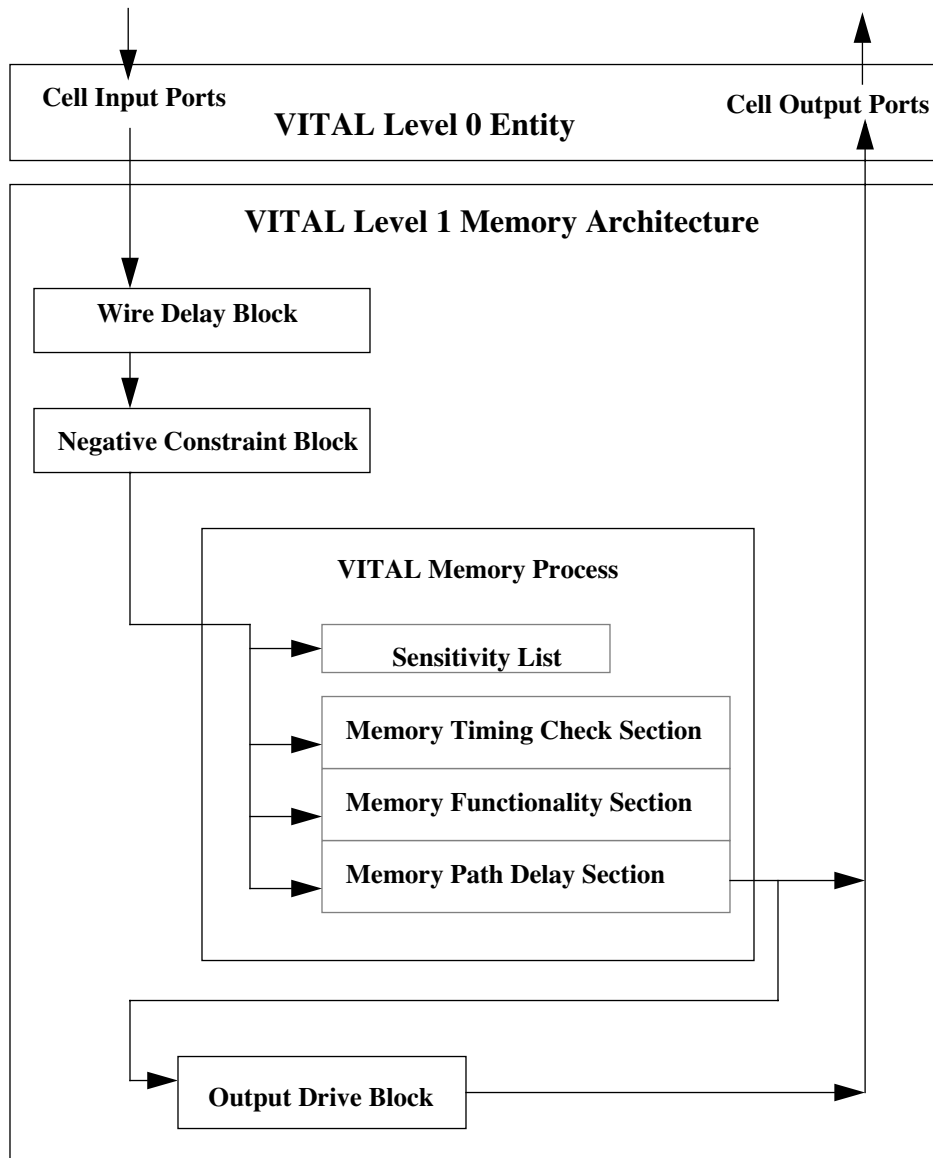 Cell Input Ports
Cell Output Ports
VITAL Level 0 Entity
VITAL Level 1 Memory Architecture
Wire Delay Block
Negative Constraint Block
VITAL Memory Process
Sensitivity List
Memory Timing Check Section
Memory Functionality Section
Memory Path Delay Section
Output Drive Block